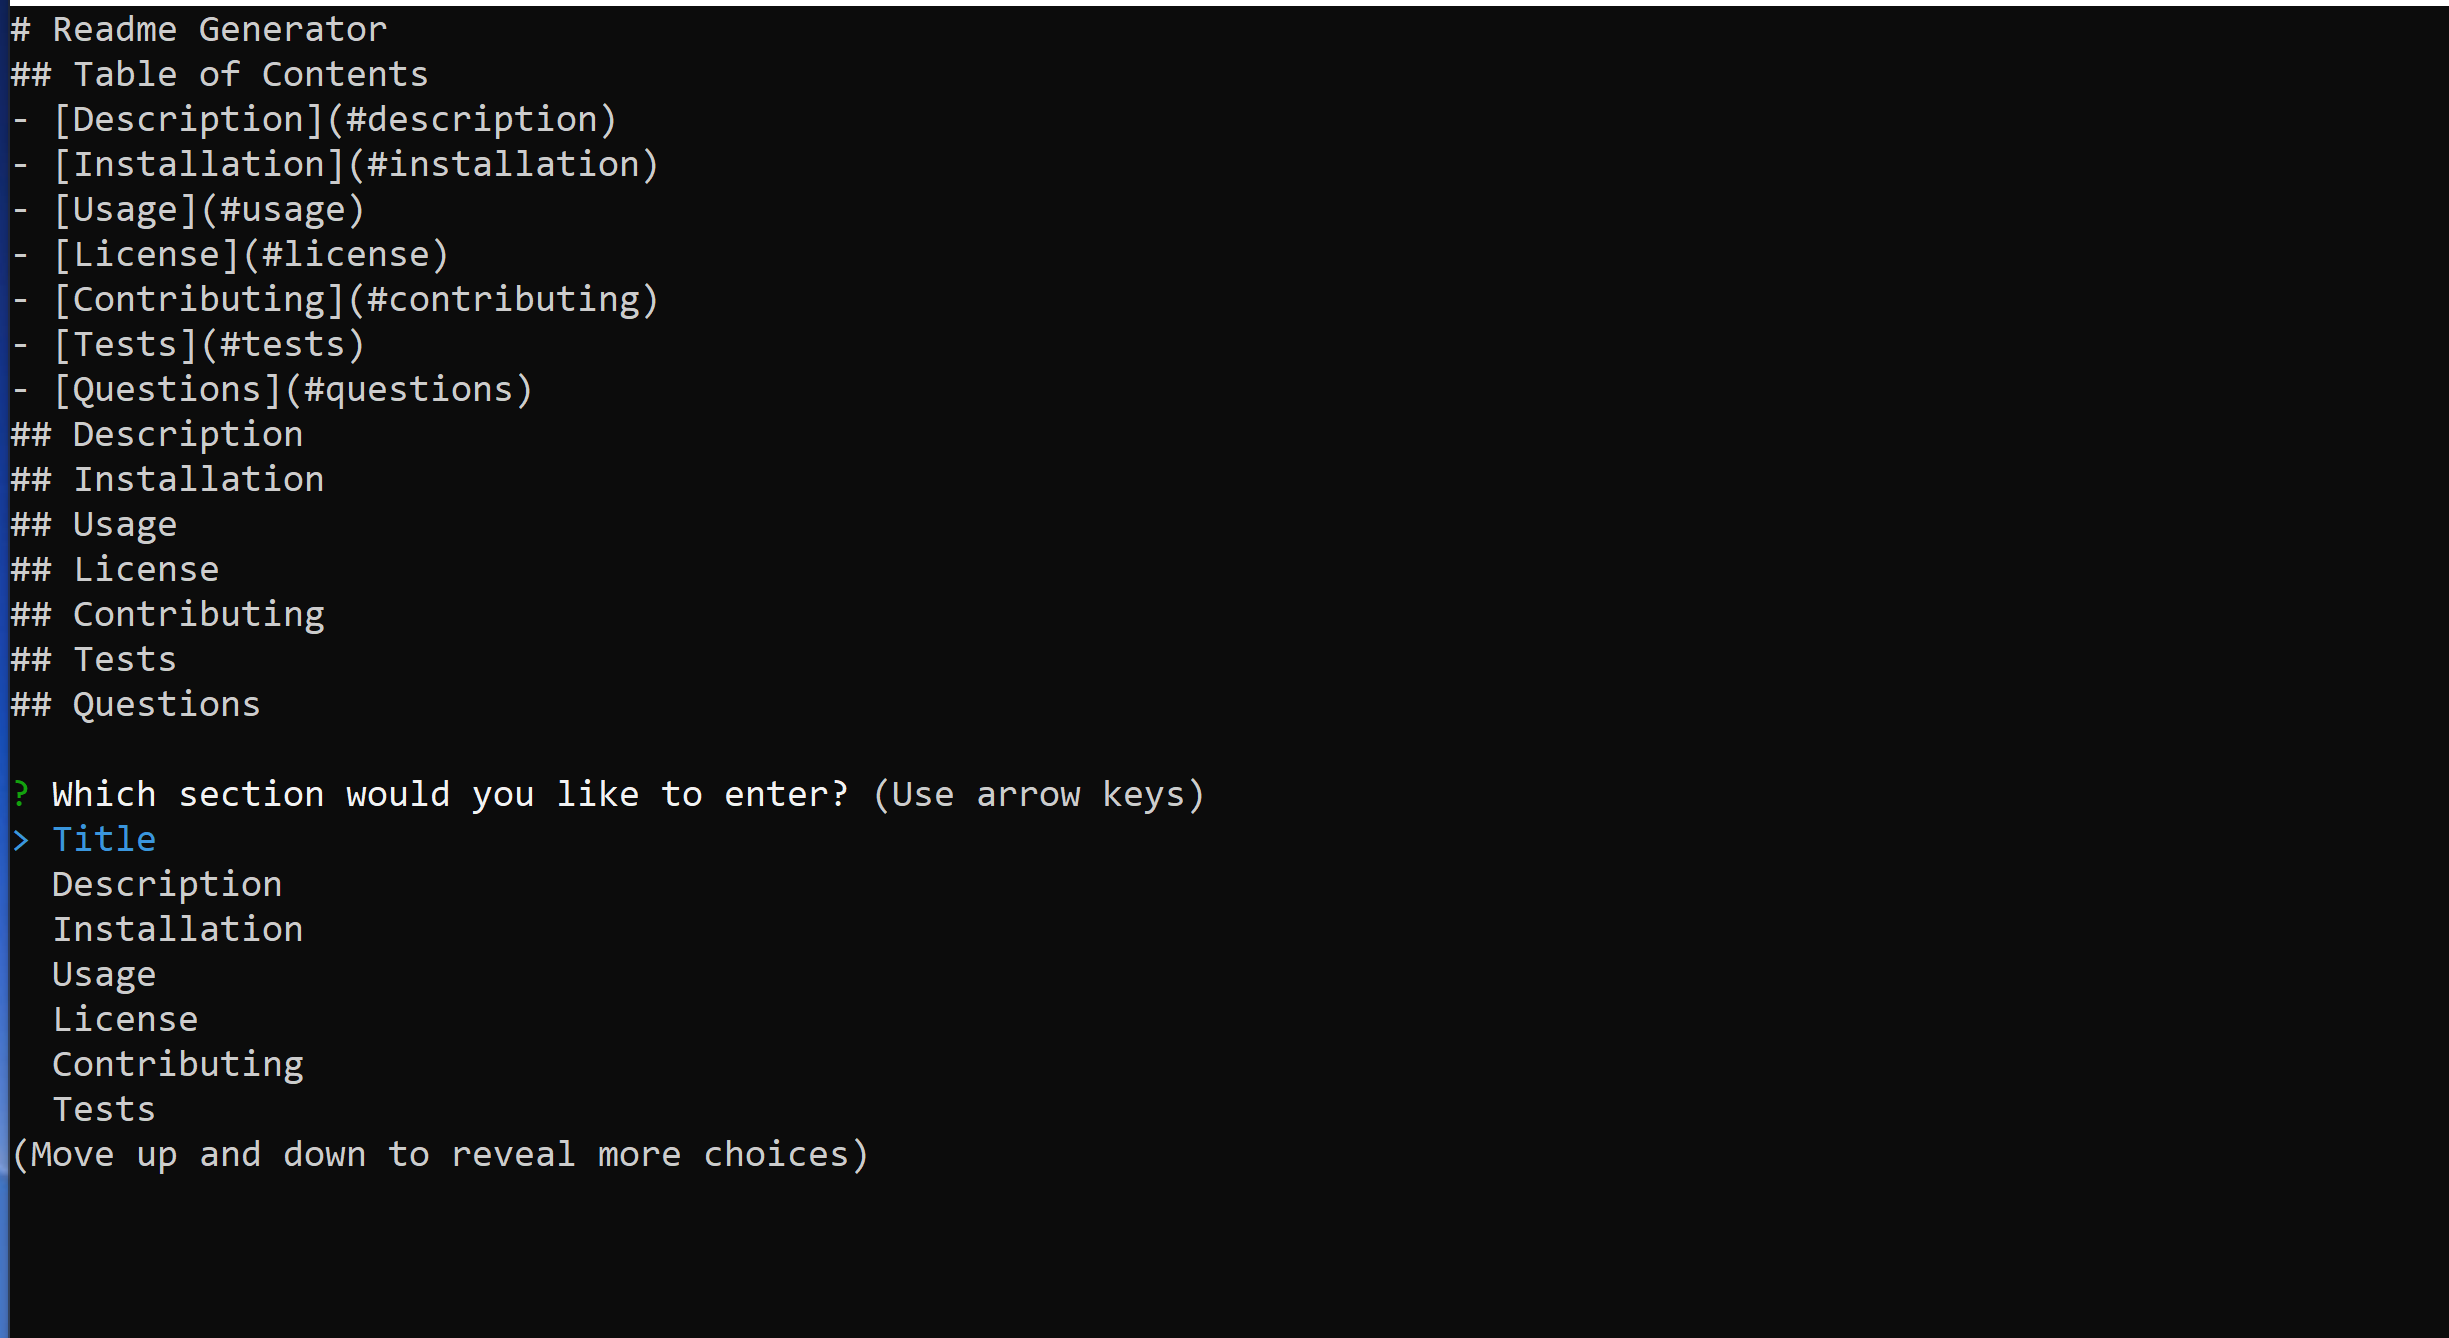 # Readme Generator
## Table of Contents
- [Description](#description)
- [Installation](#installation)
- [Usage](#usage)
- [License](#license)
- [Contributing](#contributing)
- [Tests](#tests)
- [Questions](#questions)
## Description
## Installation
## Usage
## License
## Contributing
## Tests
## Questions

? Which section would you like to enter? (Use arrow keys)
> Title
  Description
  Installation
  Usage
  License
  Contributing
  Tests
(Move up and down to reveal more choices)